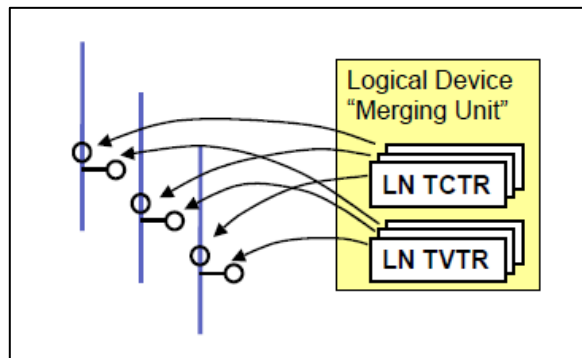 Logical Device
“Merging Unit”
LN TCTR
LN TVTR